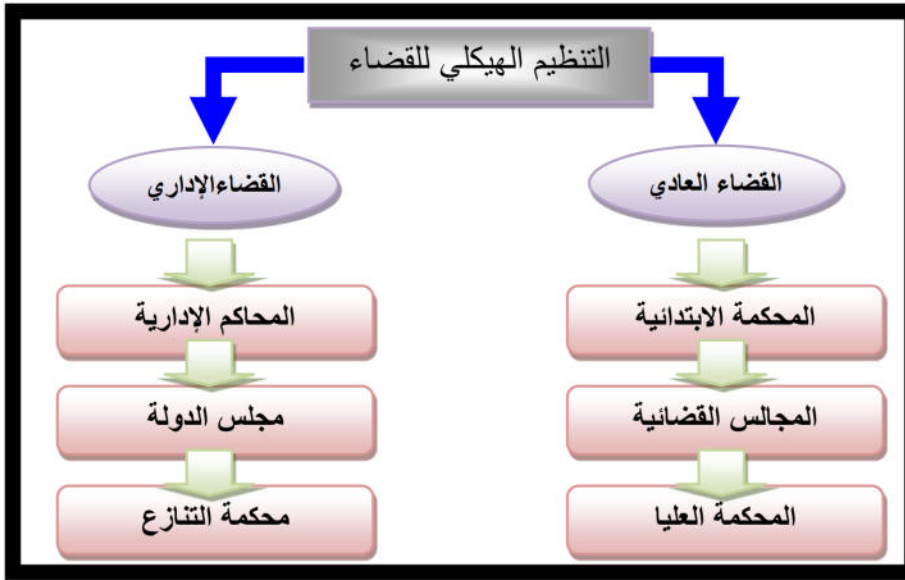 التنظيم الهيكلي للقضاء
القضاء العادي
القضاءالإداري
المحكمة الابتدائية
المحاكم الإدارية
المجالس القضائية
مجلس الدولة
المحكمة العليا
محكمة التنازع